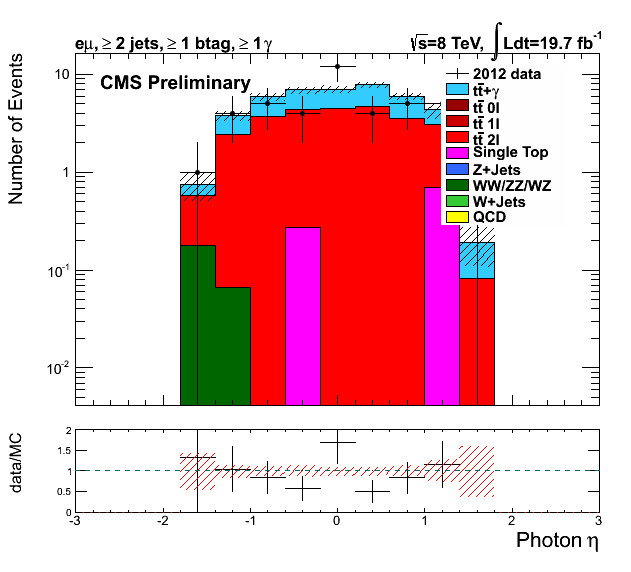 eμ, ≥ 2 jets, ≥ 1 btag, ≥ 1 γ
√s=8 TeV, ∫ Ldt=19.7 fb⁻¹
CMS Preliminary
2012 data
tt̄+γ
tt̄ 0l
tt̄ 1l
tt̄ 2l
Single Top
Z+Jets
WW/ZZ/WZ
W+Jets
QCD
Number of Events
10
1
10⁻¹
10⁻²
data/MC
2
1.5
1
0.5
0
-3 -2 -1 0 1 2 3
Photon η